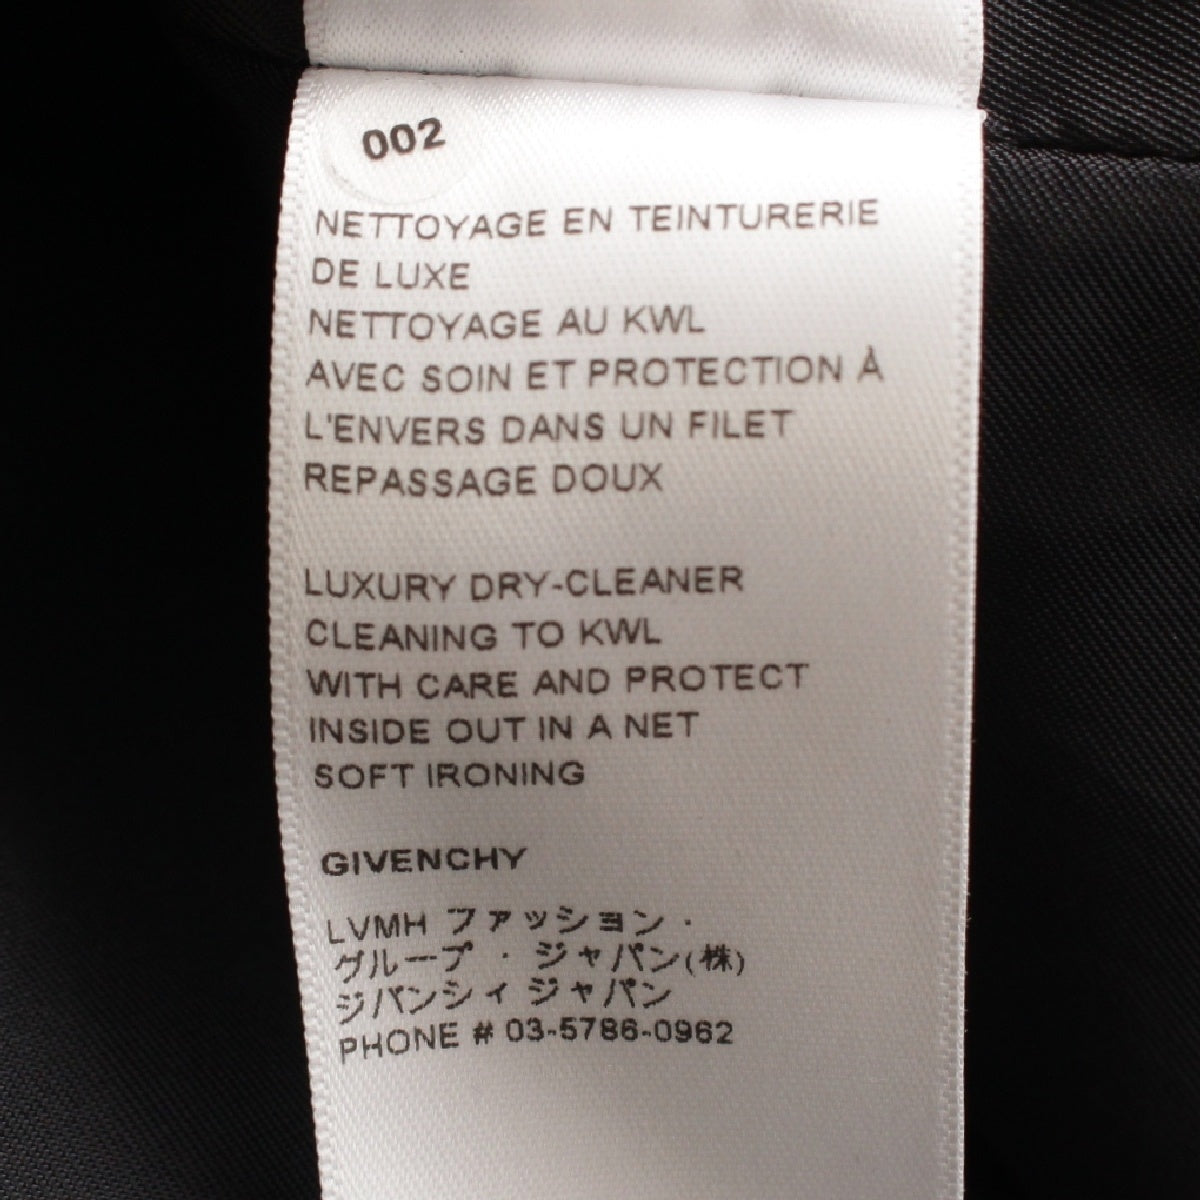 002
NETTOYAGE EN TEINTURERIE
DE LUXE
NETTOYAGE AU KWL
AVEC SOIN ET PROTECTION À
L'ENVERS DANS UN FILET
REPASSAGE DOUX
LUXURY DRY-CLEANER
CLEANING TO KWL
WITH CARE AND PROTECT
INSIDE OUT IN A NET
SOFT IRONING
GIVENCHY
LVMH ファッション・
グループ・ジャパン(株)
ジバンシィ ジャパン
PHONE # 03-5786-0962